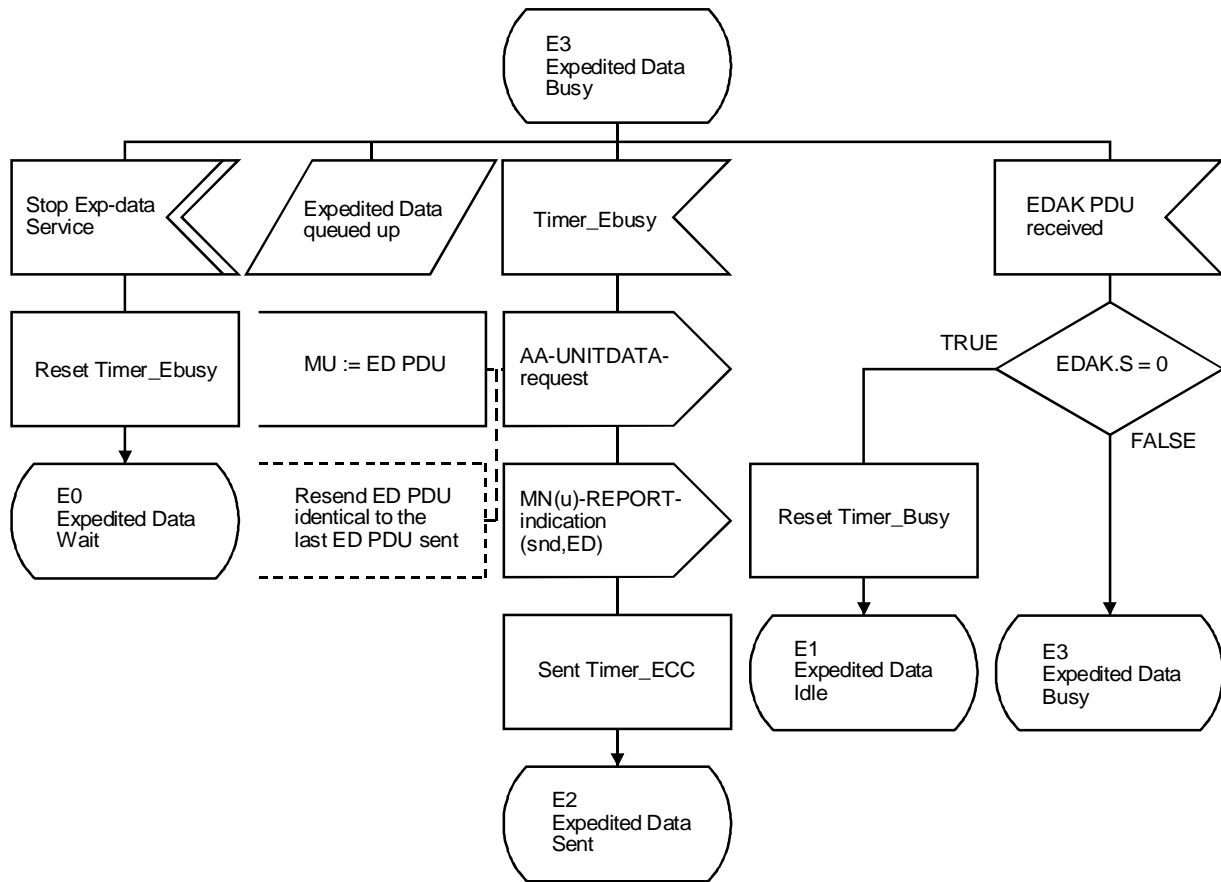 E3
Expedited Data
Busy
Stop Exp-data
Service
Expedited Data
queued up
Timer_Ebusy
EDAK PDU
received
Reset Timer_Ebusy
MU := ED PDU
AA-UNITDATA-
request
TRUE
EDAK.S = 0
FALSE
E0
Expedited Data
Wait
Resend ED PDU
identical to the
last ED PDU sent
MN(u)-REPORT-
indication
(snd,ED)
Reset Timer_Busy
Sent Timer_ECC
E1
Expedited Data
Idle
E3
Expedited Data
Busy
E2
Expedited Data
Sent